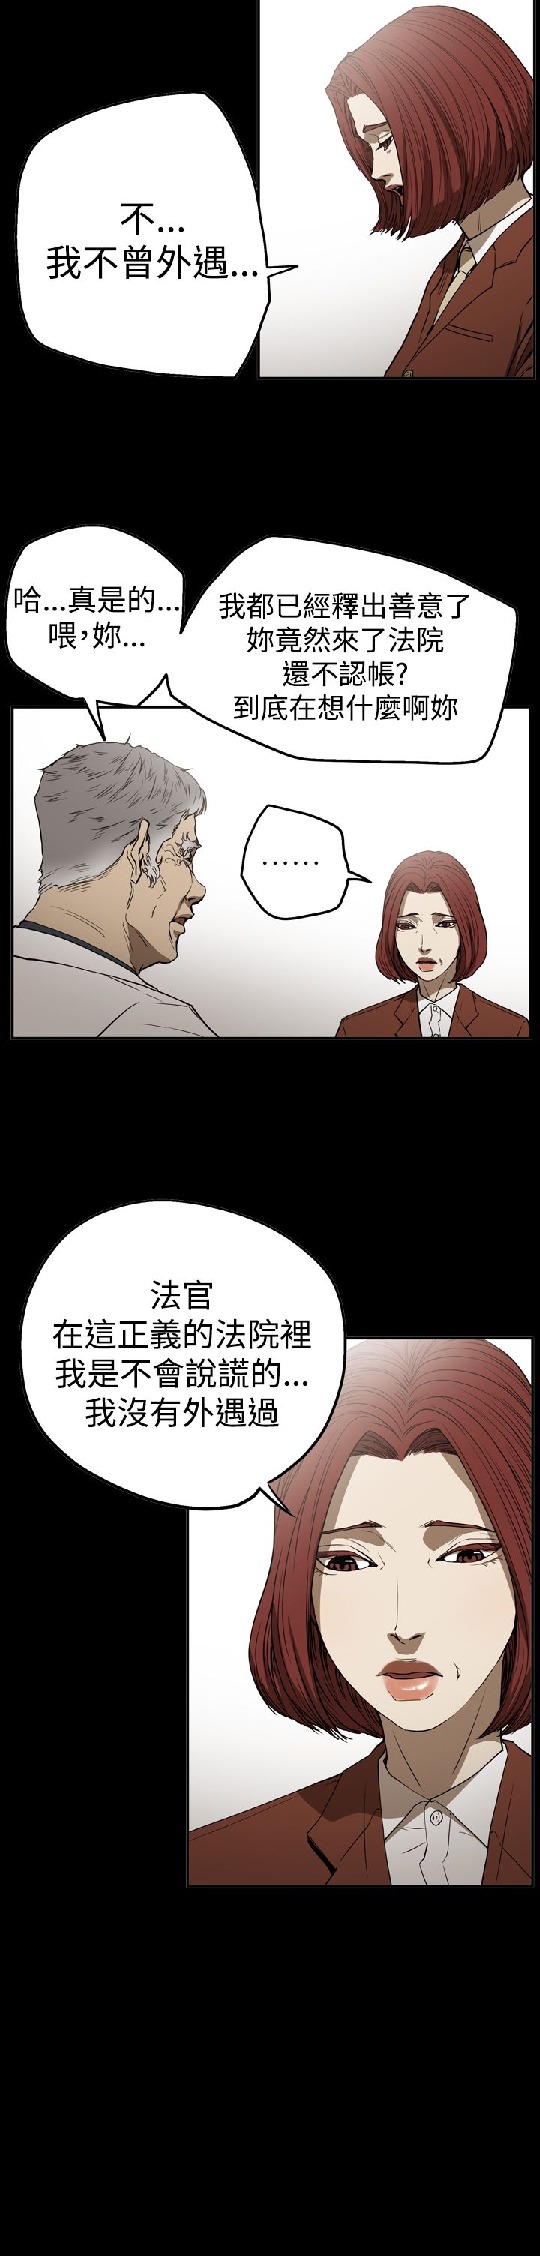 不...
我不曾外遇...
哈...真是的...
喂,妳...
我都已經釋出善意了
妳竟然來了法院
還不認帳?
到底在想什麼啊妳
……
法官
在這正義的法院裡
我是不會說謊的...
我沒有外遇過